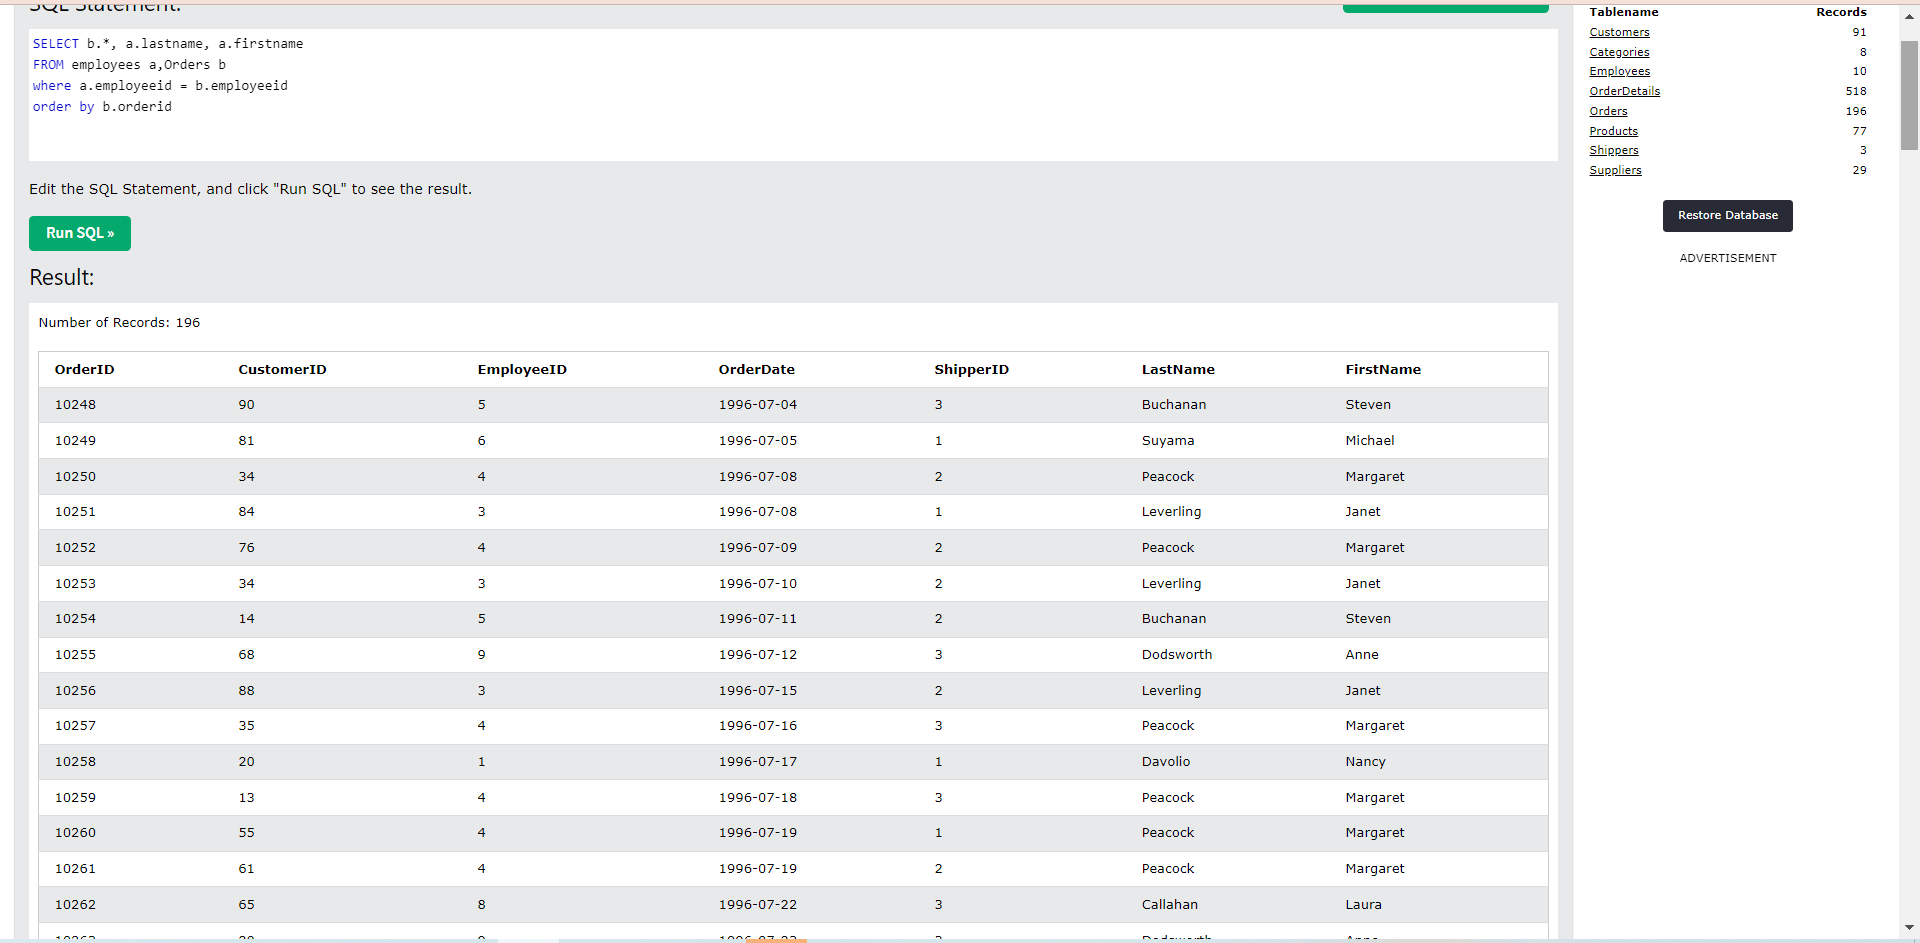 SQL Statement:
SELECT b.*, a.lastname, a.firstname
FROM employees a,Orders b
where a.employeeid = b.employeeid
order by b.orderid
Edit the SQL Statement, and click "Run SQL" to see the result.
Run SQL »
Result:
Number of Records: 196
OrderID CustomerID EmployeeID OrderDate ShipperID LastName FirstName
10248 90 5 1996-07-04 3 Buchanan Steven
10249 81 6 1996-07-05 1 Suyama Michael
10250 34 4 1996-07-08 2 Peacock Margaret
10251 84 3 1996-07-08 1 Leverling Janet
10252 76 4 1996-07-09 2 Peacock Margaret
10253 34 3 1996-07-10 2 Leverling Janet
10254 14 5 1996-07-11 2 Buchanan Steven
10255 68 9 1996-07-12 3 Dodsworth Anne
10256 88 3 1996-07-15 2 Leverling Janet
10257 35 4 1996-07-16 3 Peacock Margaret
10258 20 1 1996-07-17 1 Davolio Nancy
10259 13 4 1996-07-18 3 Peacock Margaret
10260 55 4 1996-07-19 1 Peacock Margaret
10261 61 4 1996-07-19 2 Peacock Margaret
10262 65 8 1996-07-22 3 Callahan Laura
Tablename Records
Customers 91
Categories 8
Employees 10
OrderDetails 518
Orders 196
Products 77
Shippers 3
Suppliers 29
Restore Database
ADVERTISEMENT